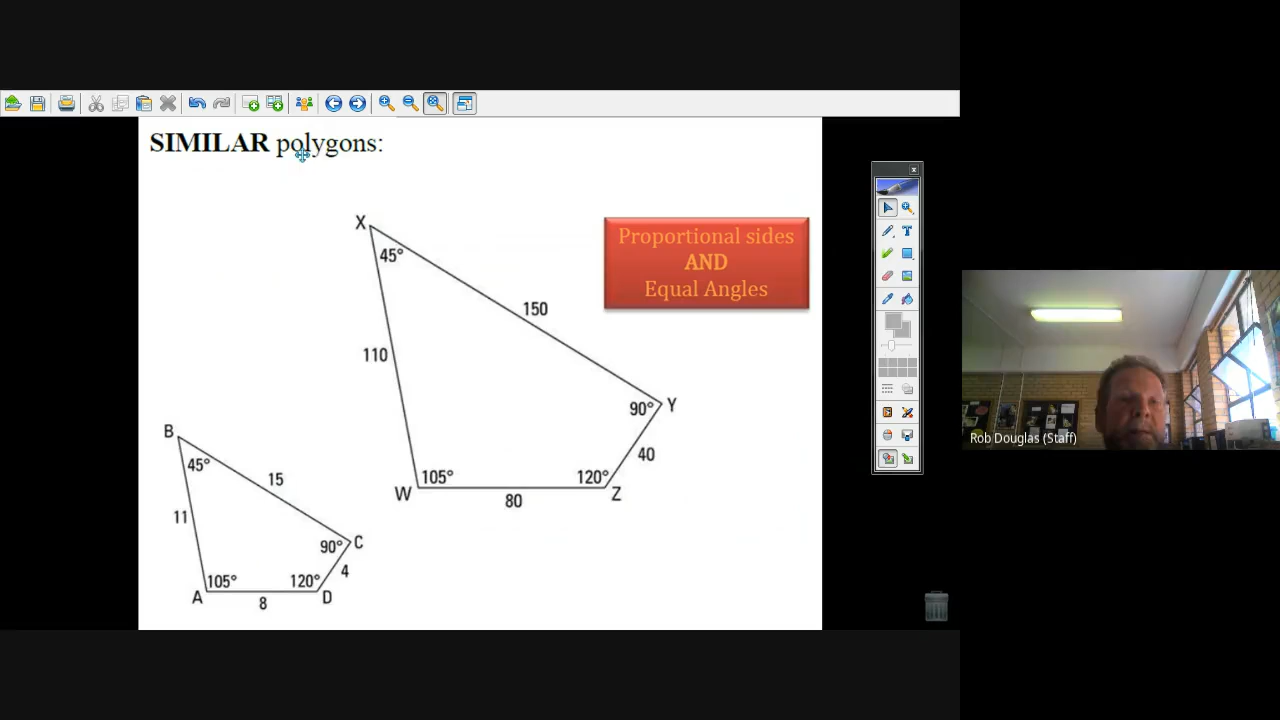 SIMILAR polygons:
X
45°
Proportional sides
AND
Equal Angles
150
110
90° Y
40
105° 120°
W Z
80
B
45°
15
11
90° C
4
105° 120°
A D
8
Rob Douglas (Staff)